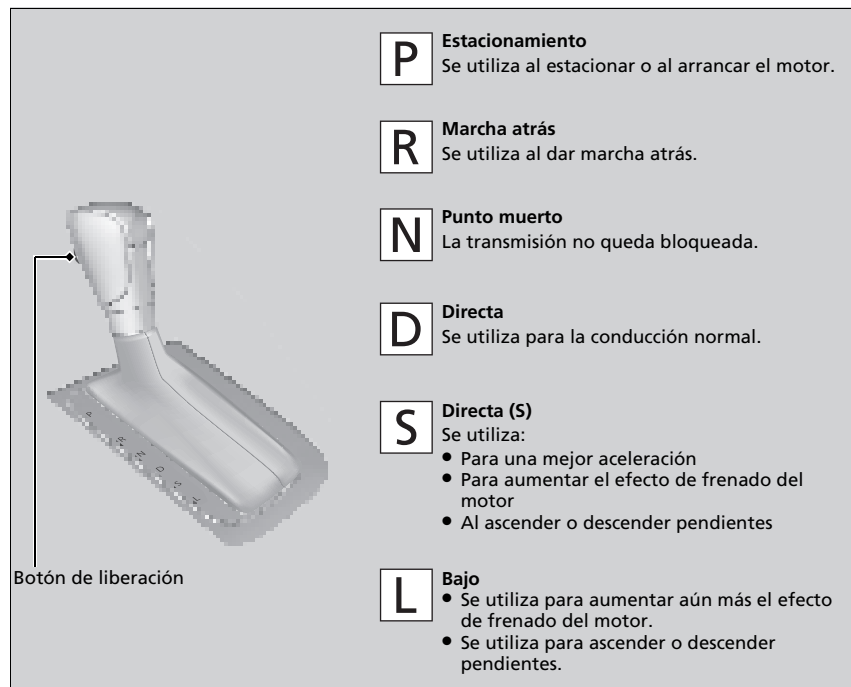 P
Estacionamiento
Se utiliza al estacionar o al arrancar el motor.
R
Marcha atrás
Se utiliza al dar marcha atrás.
N
Punto muerto
La transmisión no queda bloqueada.
D
Directa
Se utiliza para la conducción normal.
S
Directa (S)
Se utiliza:
● Para una mejor aceleración
● Para aumentar el efecto de frenado del
motor
● Al ascender o descender pendientes
L
Bajo
● Se utiliza para aumentar aún más el efecto
de frenado del motor.
● Se utiliza para ascender o descender
pendientes.
P
R
N
D
S
L
Botón de liberación